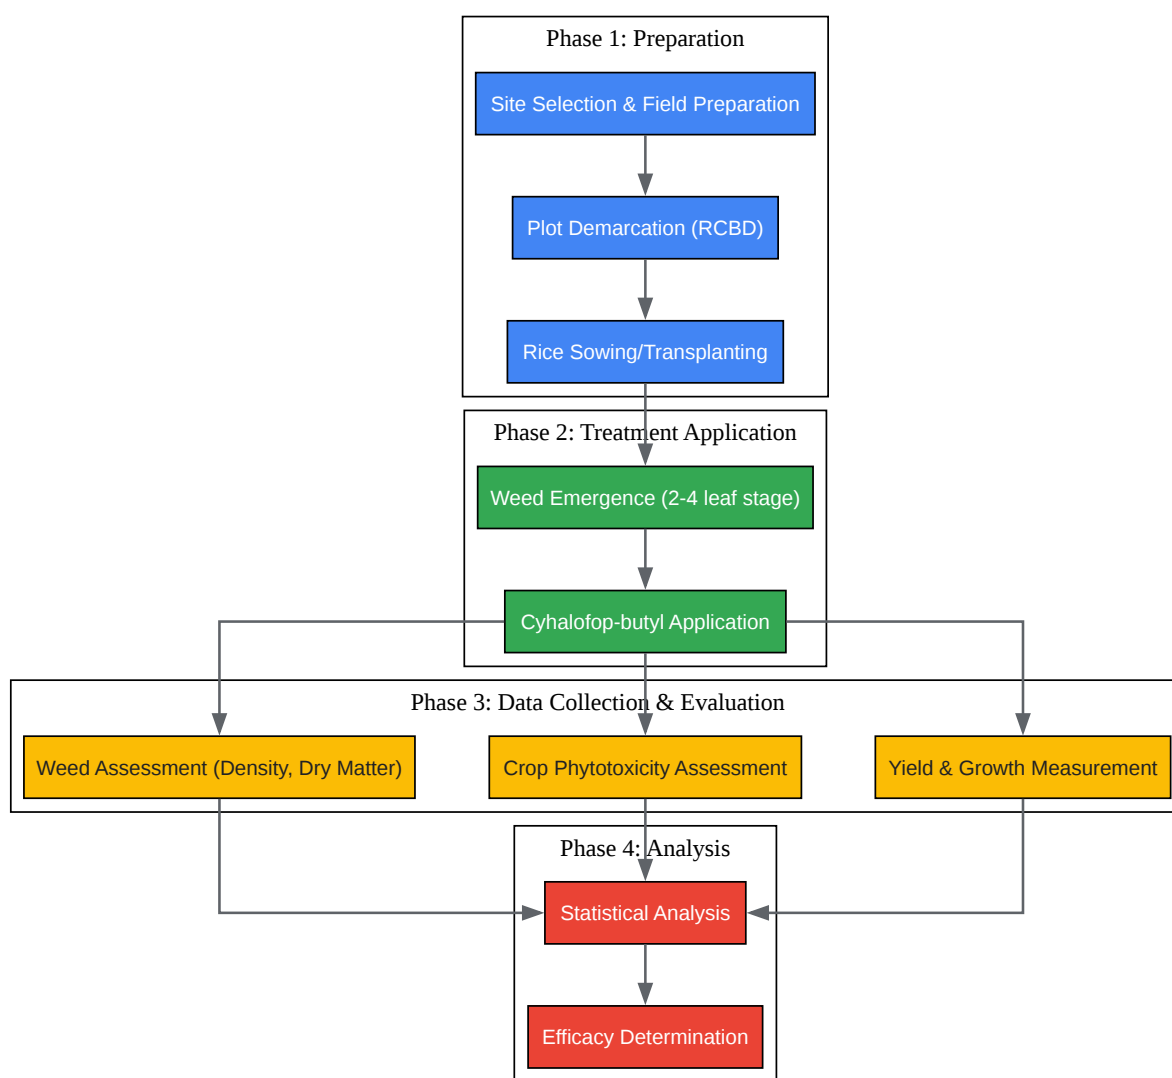 Phase 1: Preparation
Site Selection & Field Preparation
Plot Demarcation (RCBD)
Rice Sowing/Transplanting
Phase 2: Treatment Application
Weed Emergence (2-4 leaf stage)
Cyhalofop-butyl Application
Phase 3: Data Collection & Evaluation
Weed Assessment (Density, Dry Matter)
Crop Phytotoxicity Assessment
Yield & Growth Measurement
Phase 4: Analysis
Statistical Analysis
Efficacy Determination